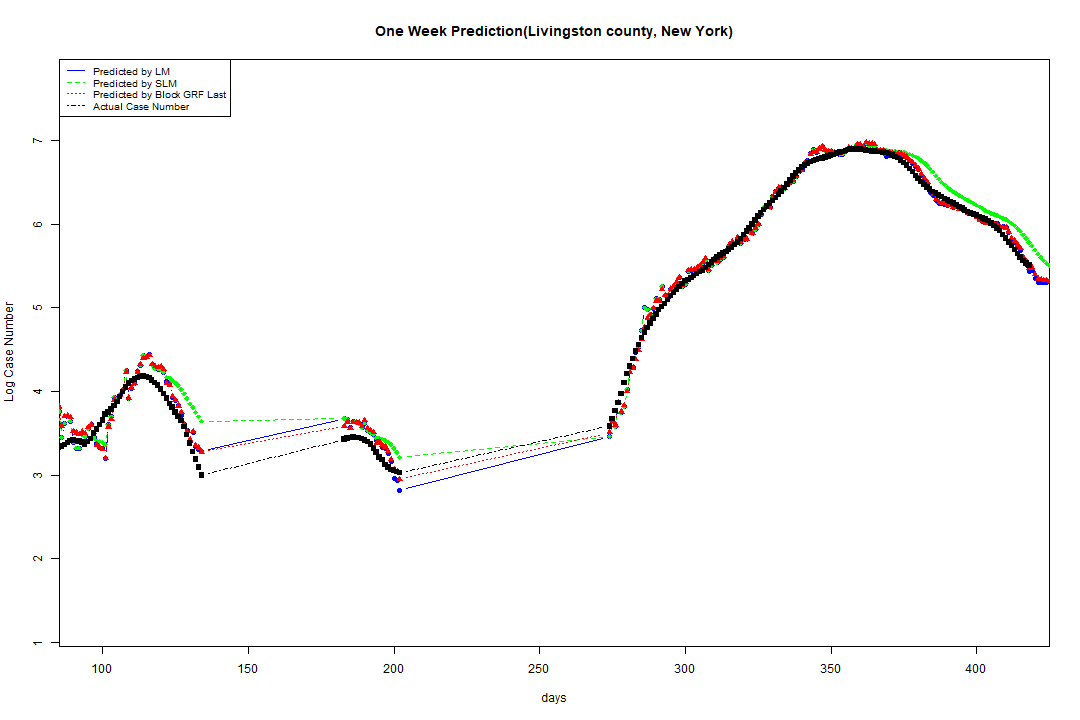 One Week Prediction(Livingston county, New York)
Predicted by LM
Predicted by SLM
Predicted by Block GRF Last
Actual Case Number
Log Case Number
7
6
5
4
3
2
1
100 150 200 250 300 350 400
days